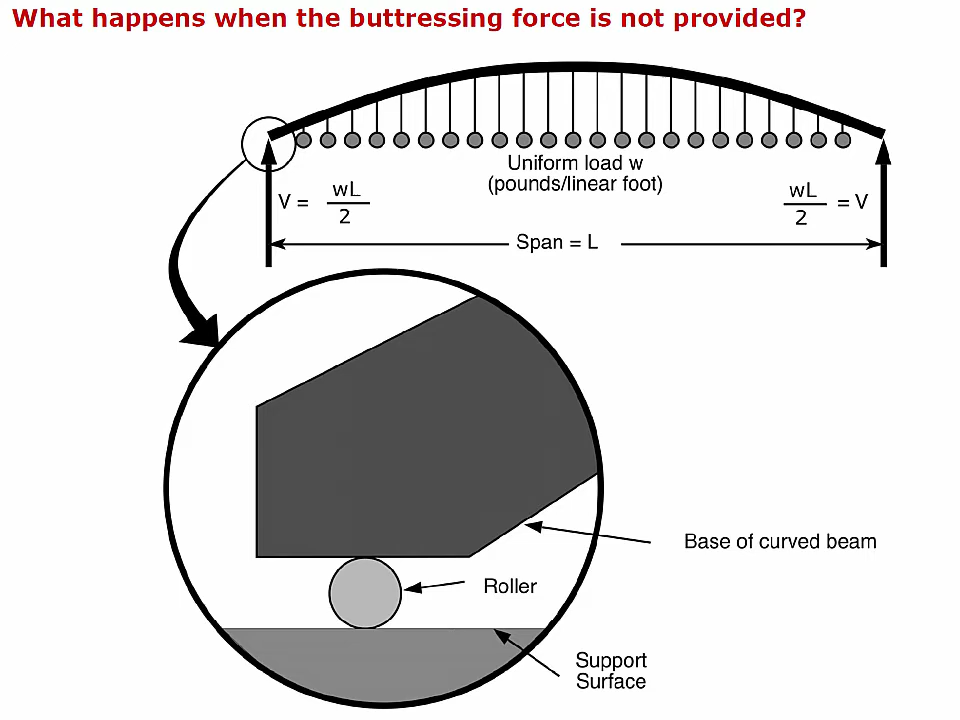 What happens when the buttressing force is not provided?
Uniform load w
(pounds/linear foot)
V = wL/2
wL/2 = V
Span = L
Base of curved beam
Roller
Support
Surface